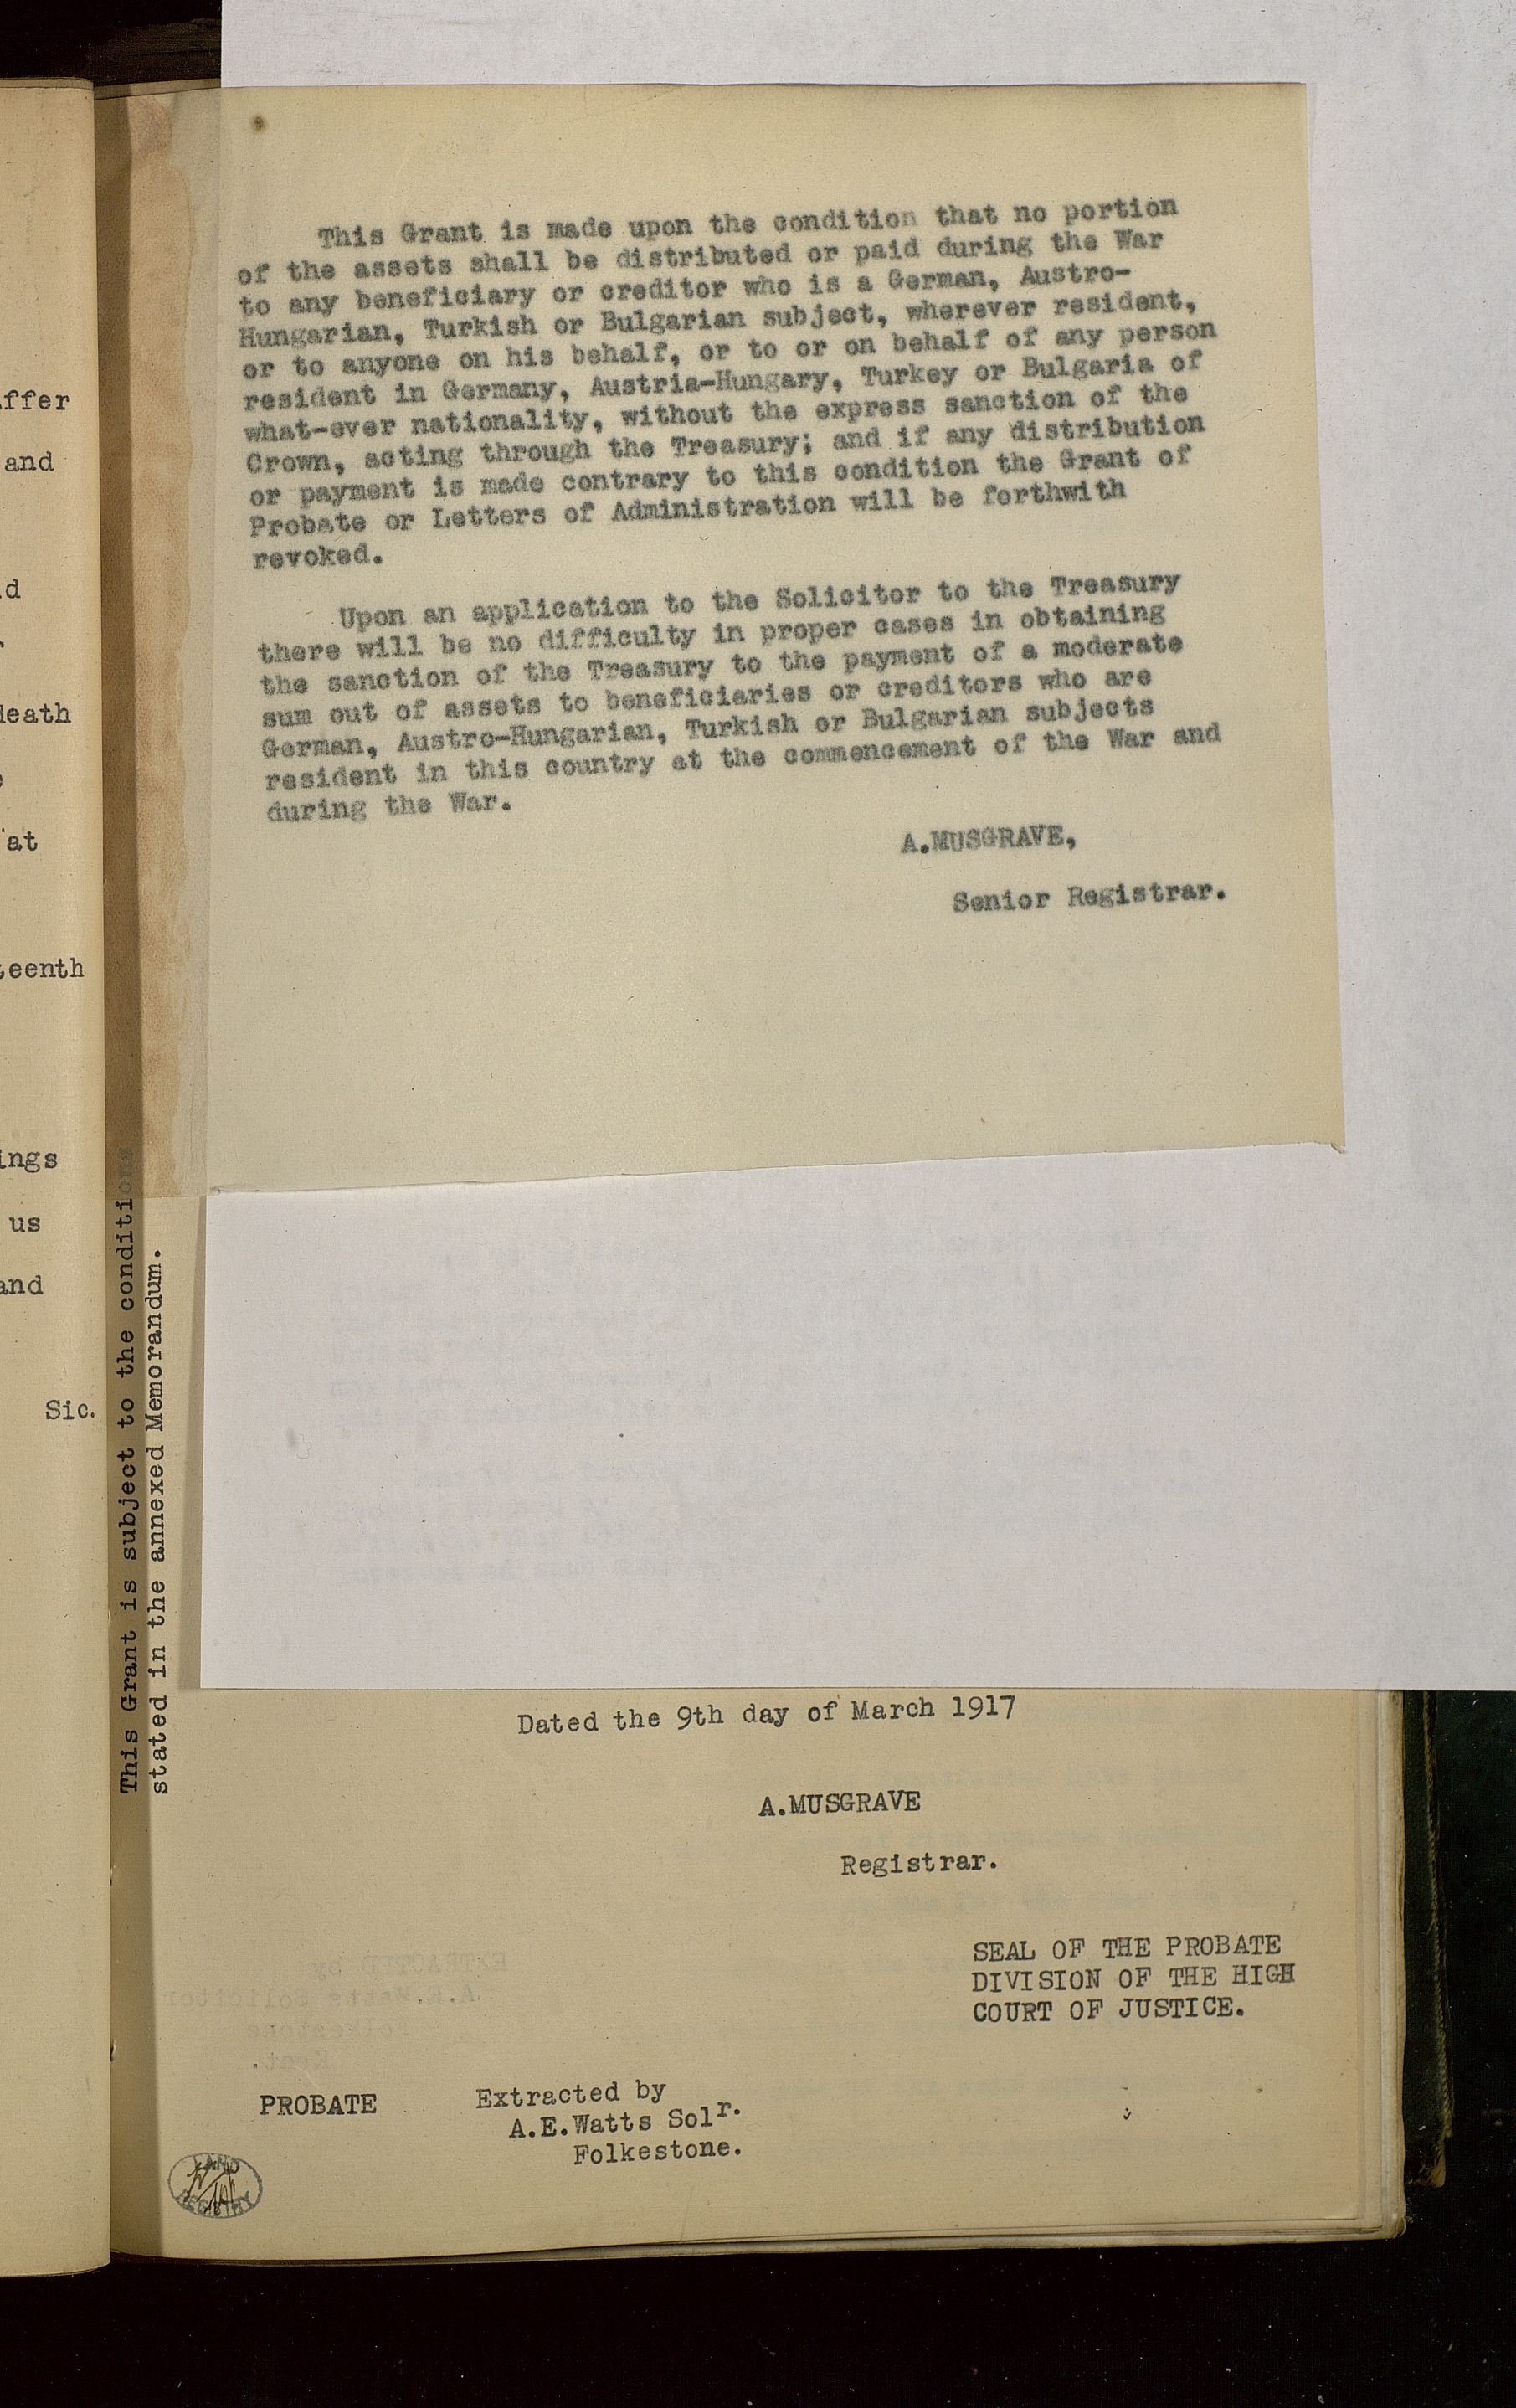 This Grant is made upon the condition that no portion
of the assets shall be distributed or paid during the War
to any beneficiary or creditor who is a German, Austro-
Hungarian, Turkish or Bulgarian subject, wherever resident,
or to anyone on his behalf, or to or on behalf of any person
resident in Germany, Austria-Hungary, Turkey or Bulgaria of
what-ever nationality, without the express sanction of the
Crown, acting through the Treasury; and if any distribution
or payment is made contrary to this condition the Grant of
Probate or Letters of Administration will be forthwith
revoked.
Upon an application to the Solicitor to the Treasury
there will be no difficulty in proper cases in obtaining
the sanction of the Treasury to the payment of a moderate
sum out of assets to beneficiaries or creditors who are
German, Austro-Hungarian, Turkish or Bulgarian subjects
resident in this country at the commencement of the War and
during the War.
A.MUSGRAVE,
Senior Registrar.
This Grant is subject to the conditions
stated in the annexed Memorandum.
Dated the 9th day of March 1917
A.MUSGRAVE
Registrar.
SEAL OF THE PROBATE
DIVISION OF THE HIGH
COURT OF JUSTICE.
PROBATE
Extracted by
A.E.Watts Solr.
Folkestone.
LAND
REGISTRY
ffer
and
d
death
at
teenth
ings
us
and
Sic.